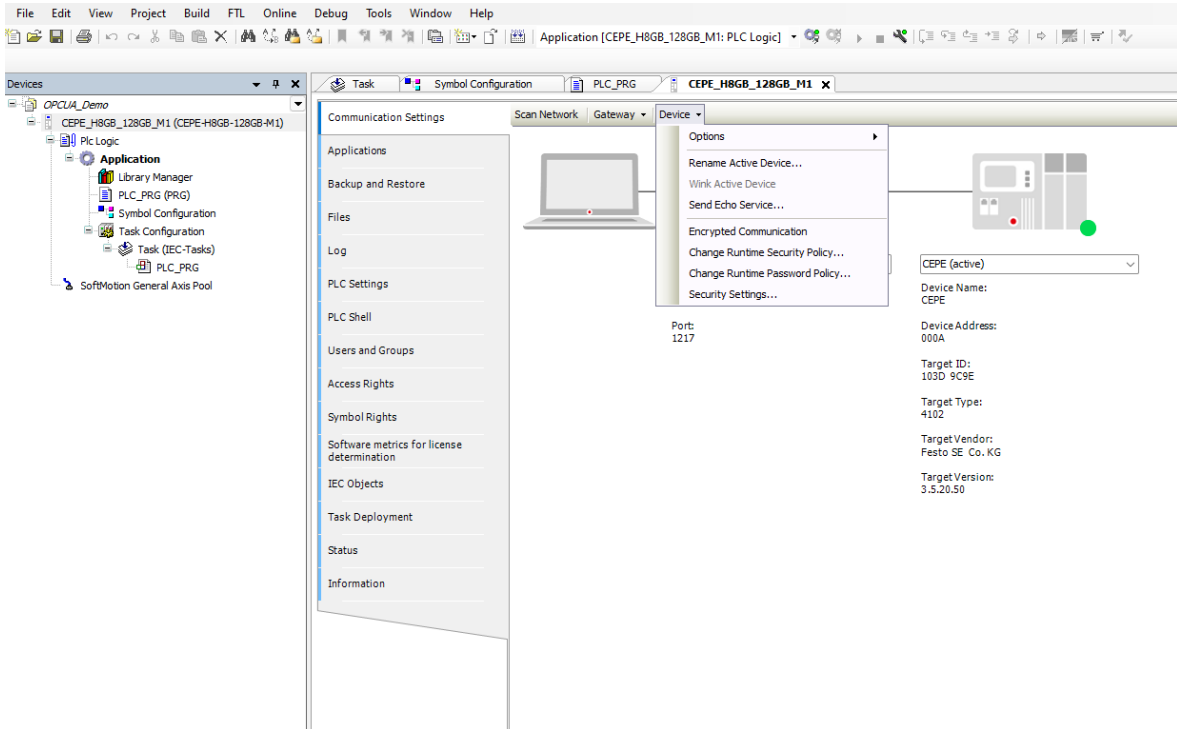 File Edit View Project Build FTL Online Debug Tools Window Help
Application [CEPE_H8GB_128GB_M1: PLC Logic]
Devices
OPCUA_Demo
CEPE_H8GB_128GB_M1 (CEPE-H8GB-128GB-M1)
Plc Logic
Application
Library Manager
PLC_PRG (PRG)
Symbol Configuration
Task Configuration
Task (IEC-Tasks)
PLC_PRG
SoftMotion General Axis Pool
Task Symbol Configuration PLC_PRG CEPE_H8GB_128GB_M1
Communication Settings
Applications
Backup and Restore
Files
Log
PLC Settings
PLC Shell
Users and Groups
Access Rights
Symbol Rights
Software metrics for license
determination
IEC Objects
Task Deployment
Status
Information
Scan Network Gateway Device
Options
Rename Active Device...
Wink Active Device
Send Echo Service...
Encrypted Communication
Change Runtime Security Policy...
Change Runtime Password Policy...
Security Settings...
Port:
1217
CEPE (active)
Device Name:
CEPE
Device Address:
000A
Target ID:
103D 9C9E
Target Type:
4102
Target Vendor:
Festo SE Co. KG
Target Version:
3.5.20.50